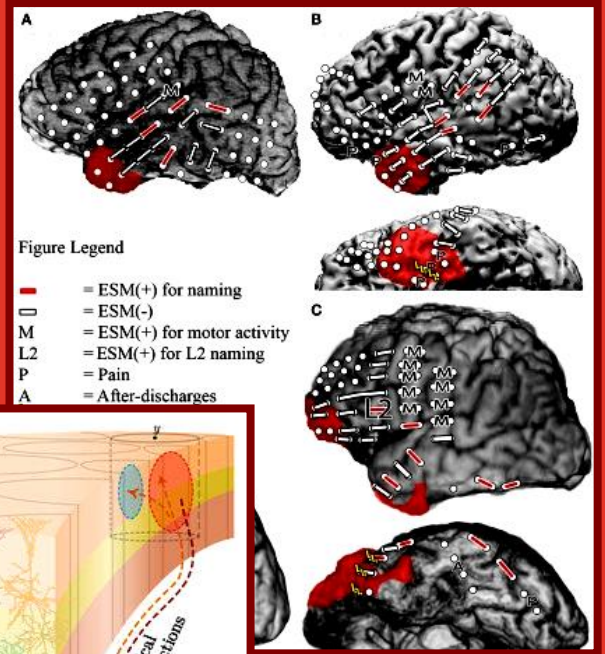 A
B
M
M
M
P
P
P
P
P
Figure Legend
= ESM(+) for naming
= ESM(-)
M = ESM(+) for motor activity
L2 = ESM(+) for L2 naming
P = Pain
A = After-discharges
C
M
M
M
M
M
M
M
M
M
L2
A
P
y